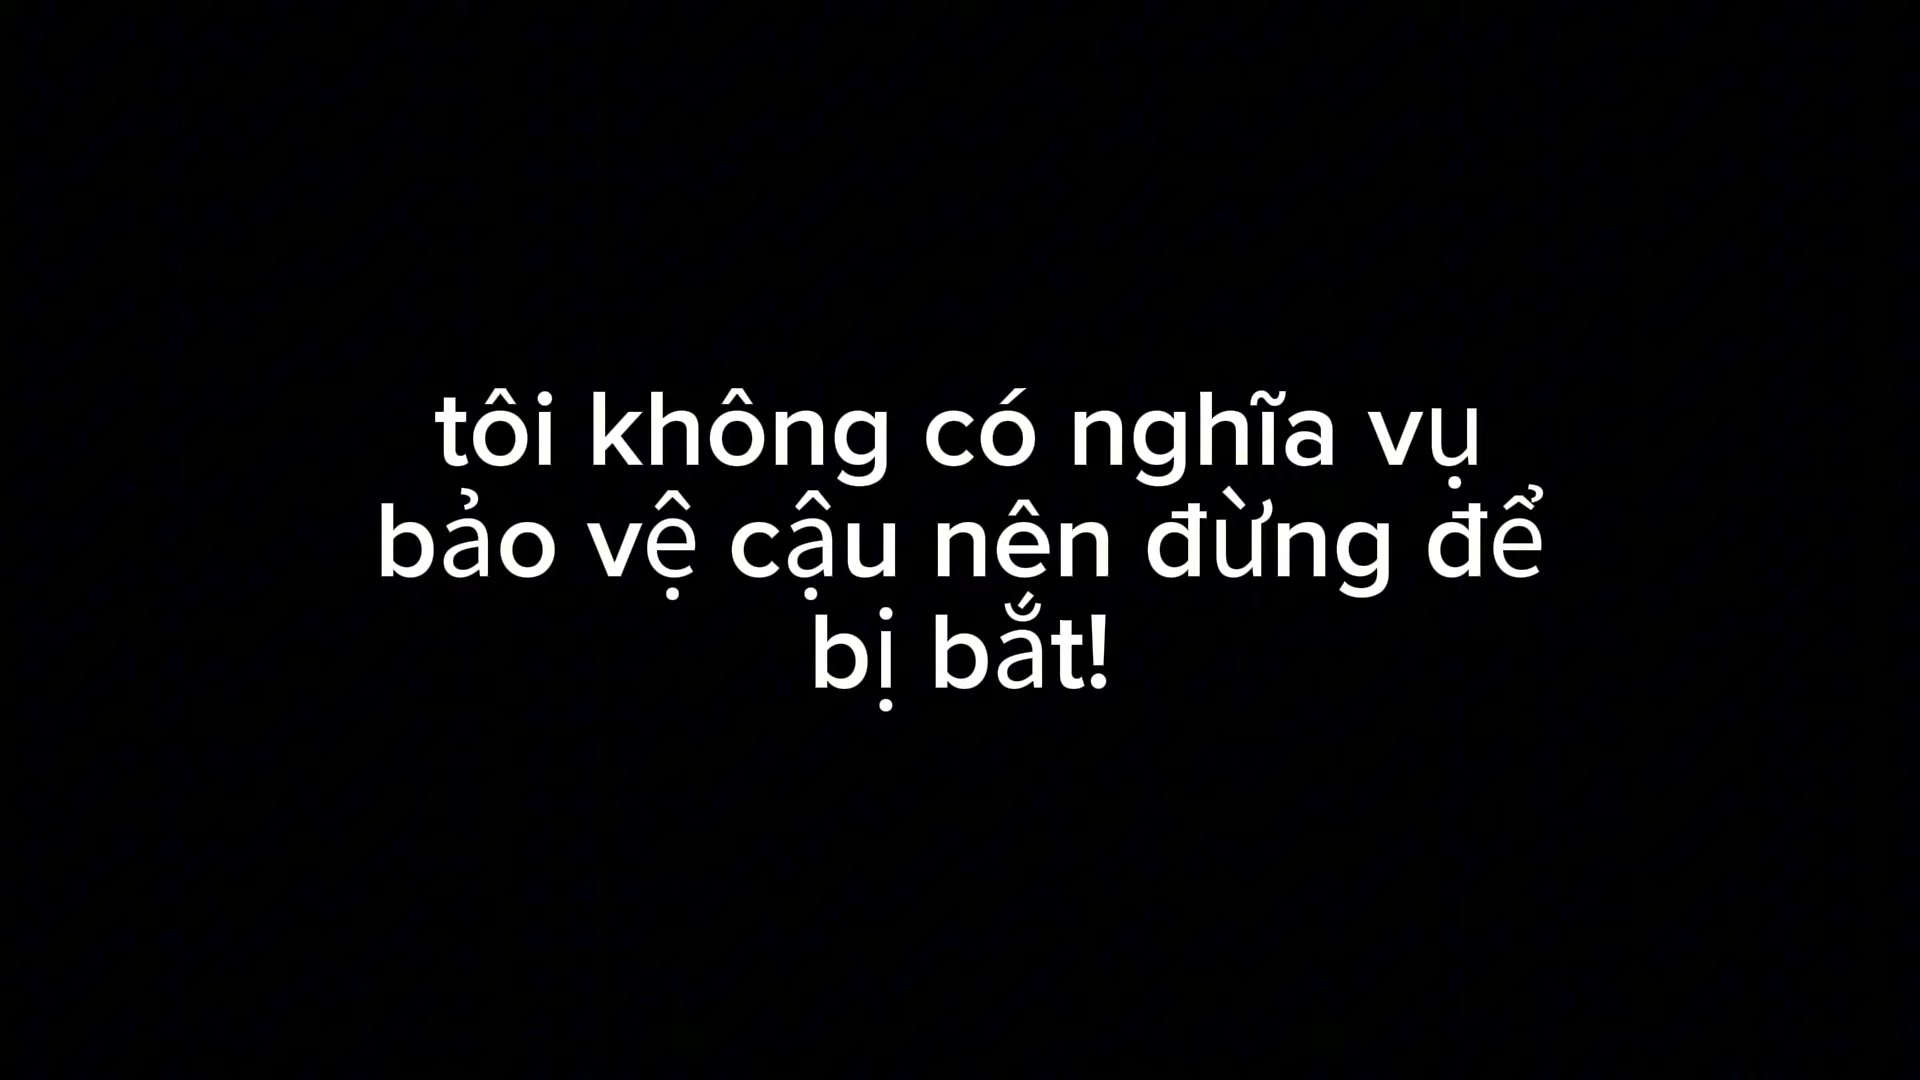 tôi không có nghĩa vụ
bảo vệ cậu nên đừng để
bị bắt!